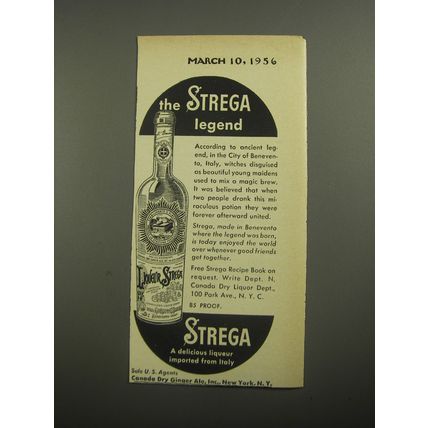 MARCH 10, 1956
the STREGA
legend
According to ancient leg-
end, in the City of Beneven-
to, Italy, witches disguised
as beautiful young maidens
used to mix a magic brew.
It was believed that when
two people drank this mi-
raculous potion they were
forever afterward united.
Strega, made in Benevento
where the legend was born,
is today enjoyed the world
over whenever good friends
get together.
Free Strega Recipe Book on
request. Write Dept. N,
Canada Dry Liquor Dept.,
100 Park Ave., N. Y. C.
85 PROOF.
LIQUOR STREGA
STREGA
A delicious liqueur
imported from Italy
Sole U. S. Agents
Canada Dry Ginger Ale, Inc., New York, N. Y.